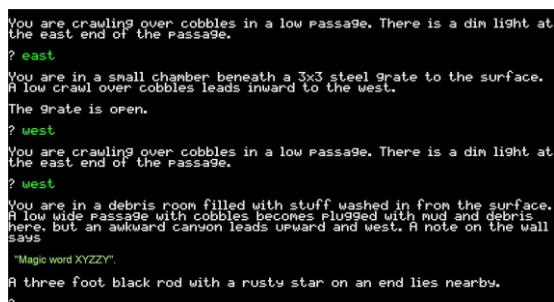 You are crawling over cobbles in a low passage. There is a dim light at
the east end of the passage.
? east
You are in a small chamber beneath a 3x3 steel grate to the surface.
A low crawl over cobbles leads inward to the west.
The grate is open.
? west
You are crawling over cobbles in a low passage. There is a dim light at
the east end of the passage.
? west
You are in a debris room filled with stuff washed in from the surface.
A low wide passage with cobbles becomes plugged with mud and debris
here, but an awkward canyon leads upward and west. A note on the wall
says
"Magic word XYZZY".
A three foot black rod with a rusty star on an end lies nearby.
?